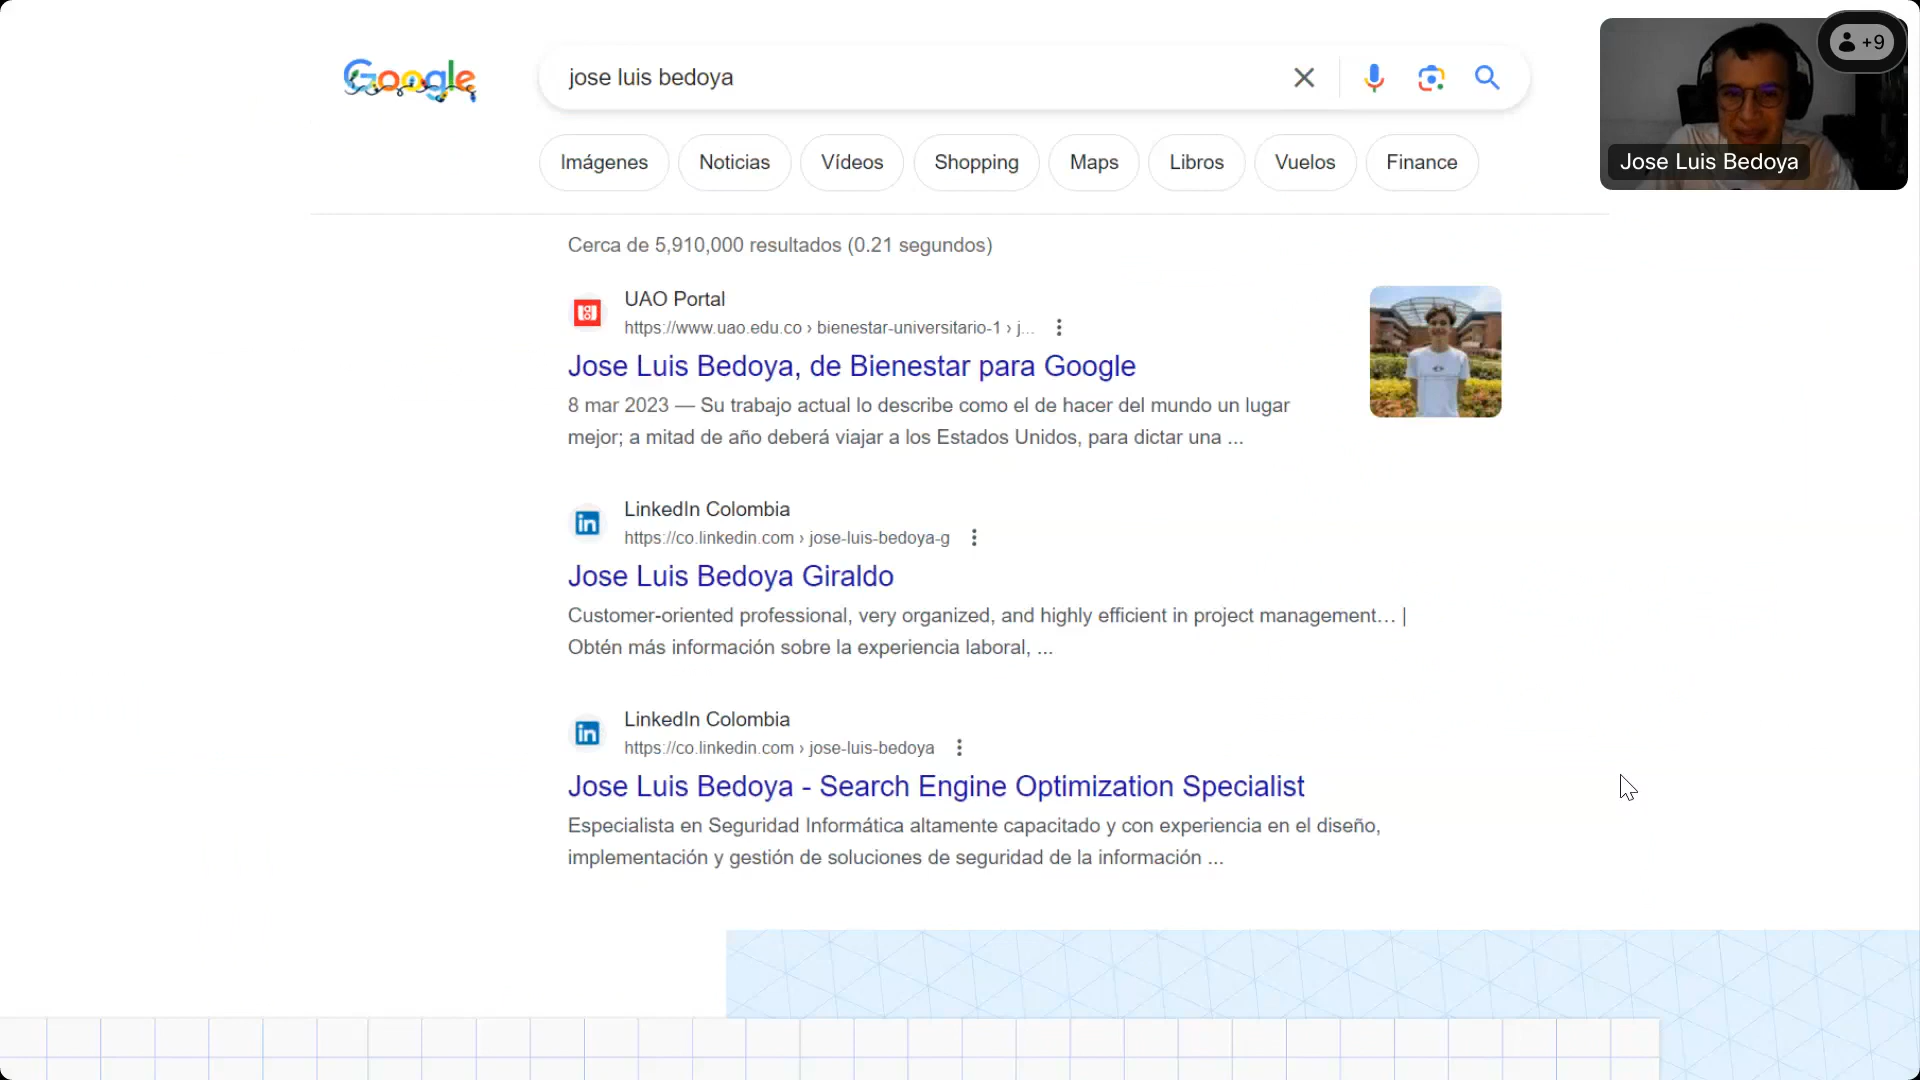 Google
jose luis bedoya
+9
Jose Luis Bedoya
Imágenes
Noticias
Vídeos
Shopping
Maps
Libros
Vuelos
Finance
Cerca de 5,910,000 resultados (0.21 segundos)
UAO Portal
https://www.uao.edu.co › bienestar-universitario-1 › j...
Jose Luis Bedoya, de Bienestar para Google
8 mar 2023 — Su trabajo actual lo describe como el de hacer del mundo un lugar
mejor; a mitad de año deberá viajar a los Estados Unidos, para dictar una ...
in
LinkedIn Colombia
https://co.linkedin.com › jose-luis-bedoya-g
Jose Luis Bedoya Giraldo
Customer-oriented professional, very organized, and highly efficient in project management… |
Obtén más información sobre la experiencia laboral, ...
in
LinkedIn Colombia
https://co.linkedin.com › jose-luis-bedoya
Jose Luis Bedoya - Search Engine Optimization Specialist
Especialista en Seguridad Informática altamente capacitado y con experiencia en el diseño,
implementación y gestión de soluciones de seguridad de la información ...